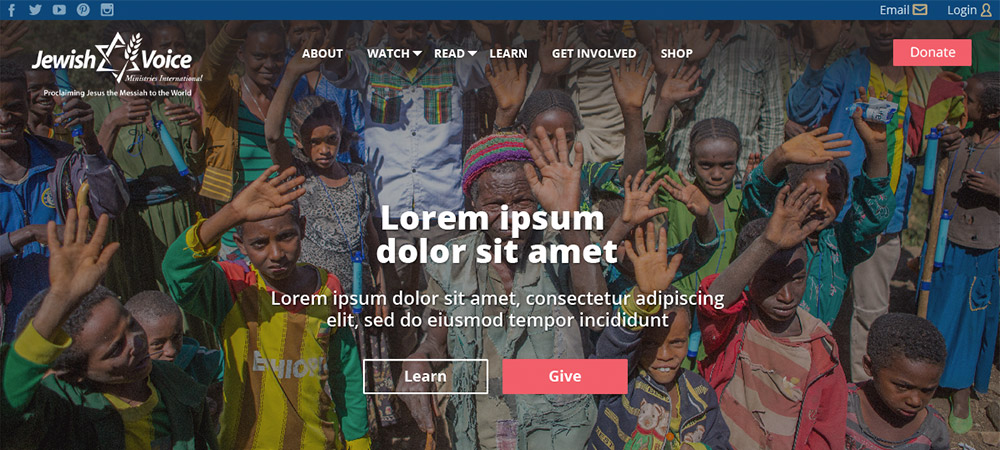 Email
Login
Jewish Voice
Ministries International
Proclaiming Jesus the Messiah to the World
ABOUT
WATCH
READ
LEARN
GET INVOLVED
SHOP
Donate
Lorem ipsum
dolor sit amet
Lorem ipsum dolor sit amet, consectetur adipiscing
elit, sed do eiusmod tempor incididunt
Learn
Give